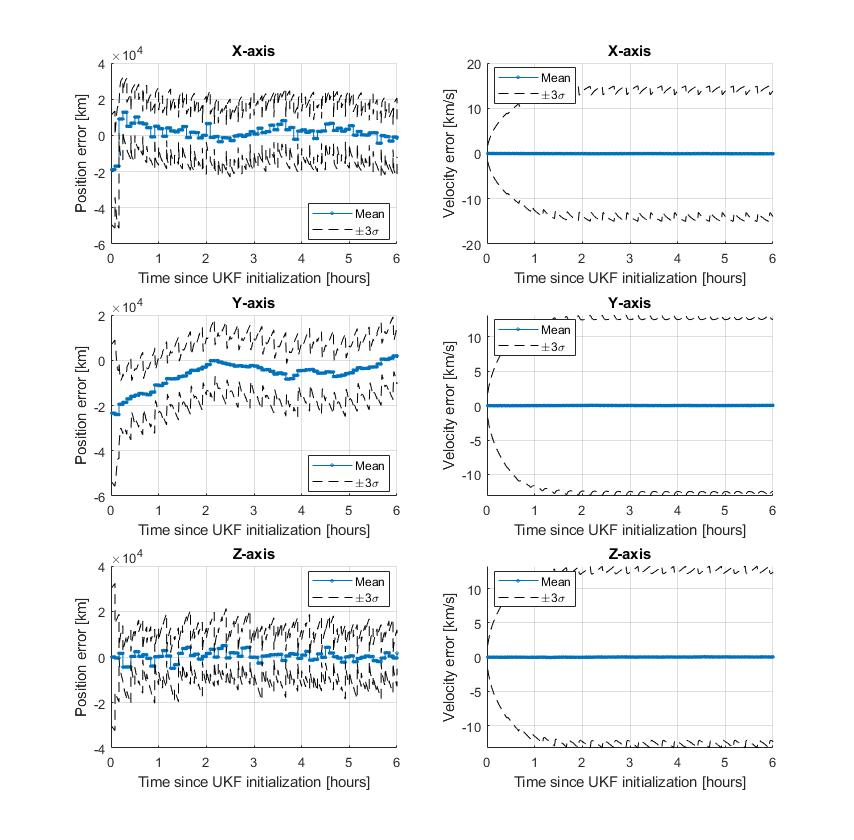 X-axis
×10⁴
Position error [km]
4
2
0
-2
-4
-6
Mean
±3σ
0 1 2 3 4 5 6
Time since UKF initialization [hours]
X-axis
Velocity error [km/s]
20
10
0
-10
-20
Mean
±3σ
0 1 2 3 4 5 6
Time since UKF initialization [hours]
Y-axis
×10⁴
Position error [km]
2
0
-2
-4
-6
Mean
±3σ
0 1 2 3 4 5 6
Time since UKF initialization [hours]
Y-axis
Velocity error [km/s]
10
5
0
-5
-10
Mean
±3σ
0 1 2 3 4 5 6
Time since UKF initialization [hours]
Z-axis
×10⁴
Position error [km]
4
2
0
-2
-4
Mean
±3σ
0 1 2 3 4 5 6
Time since UKF initialization [hours]
Z-axis
Velocity error [km/s]
10
5
0
-5
-10
Mean
±3σ
0 1 2 3 4 5 6
Time since UKF initialization [hours]